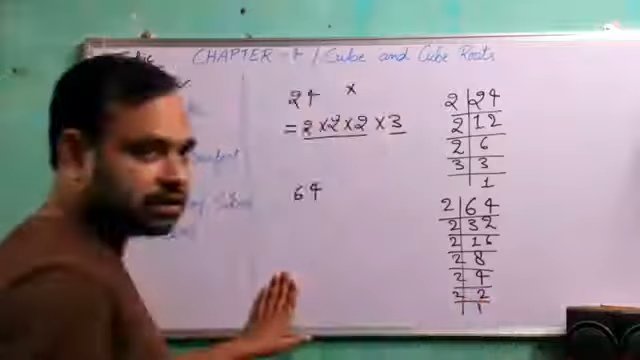 CHAPTER - 4 / Cube and Cube Roots
24 ×
= 2 × 2 × 2 × 3
64
2 | 24
2 | 12
2 | 6
3 | 3
| 1
2 | 64
2 | 32
2 | 16
2 | 8
2 | 4
2 | 2
| 1